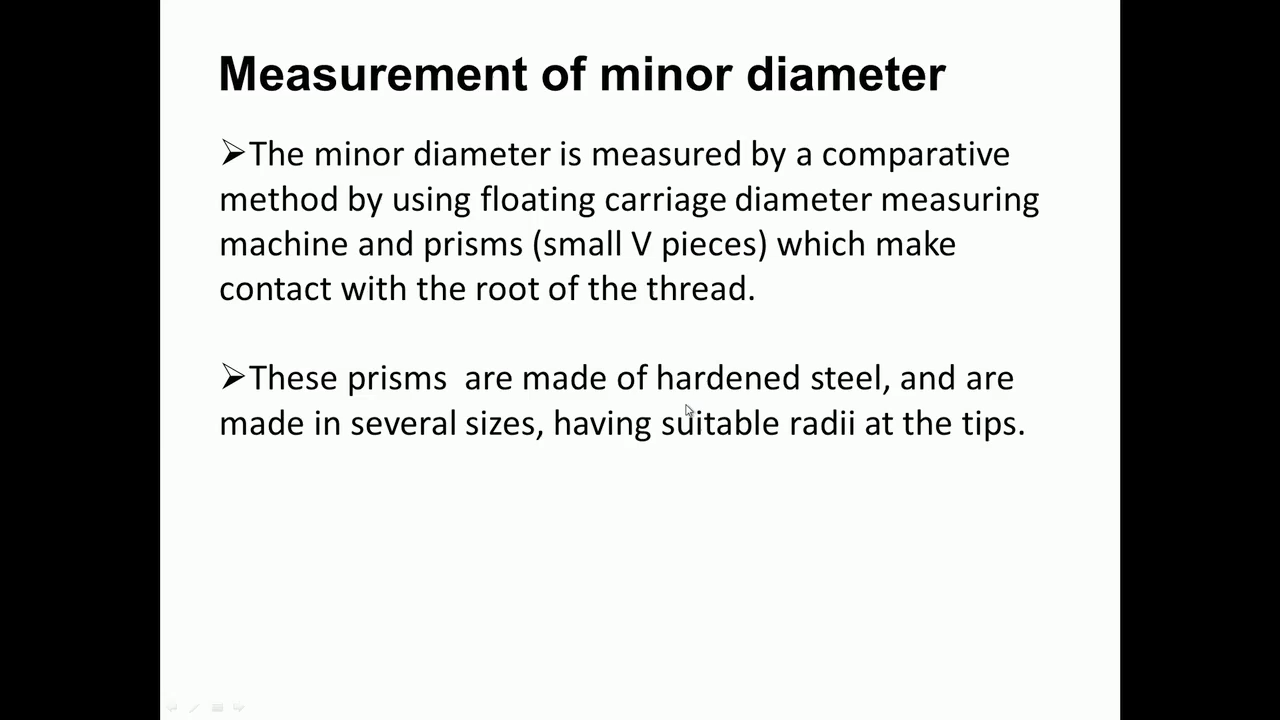 Measurement of minor diameter
➢The minor diameter is measured by a comparative
method by using floating carriage diameter measuring
machine and prisms (small V pieces) which make
contact with the root of the thread.
➢These prisms  are made of hardened steel, and are
made in several sizes, having suitable radii at the tips.